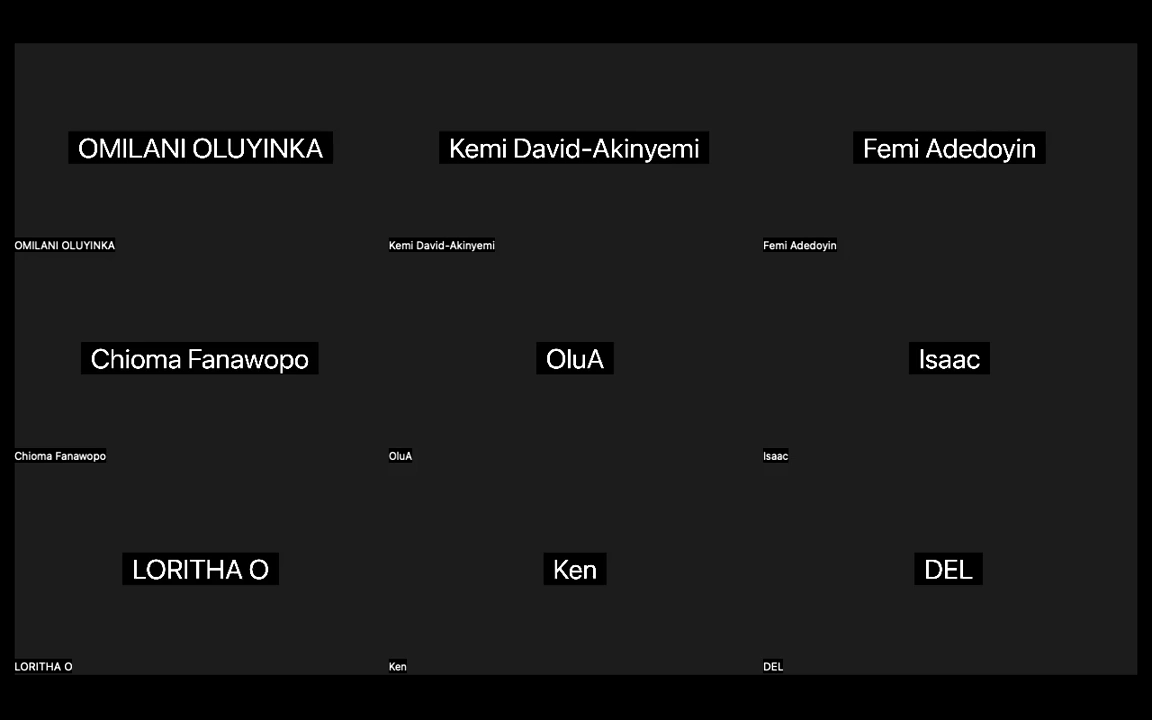 OMILANI OLUYINKA
Kemi David-Akinyemi
Femi Adedoyin
OMILANI OLUYINKA
Kemi David-Akinyemi
Femi Adedoyin
Chioma Fanawopo
OluA
Isaac
Chioma Fanawopo
OluA
Isaac
LORITHA O
Ken
DEL
LORITHA O
Ken
DEL